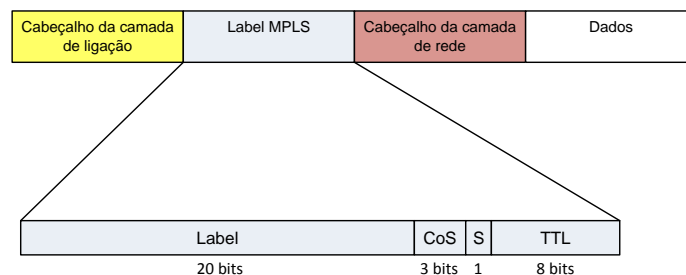 Cabeçalho da camada
de ligação
Label MPLS
Cabeçalho da camada
de rede
Dados
Label
CoS
S
TTL
20 bits
3 bits
1
8 bits